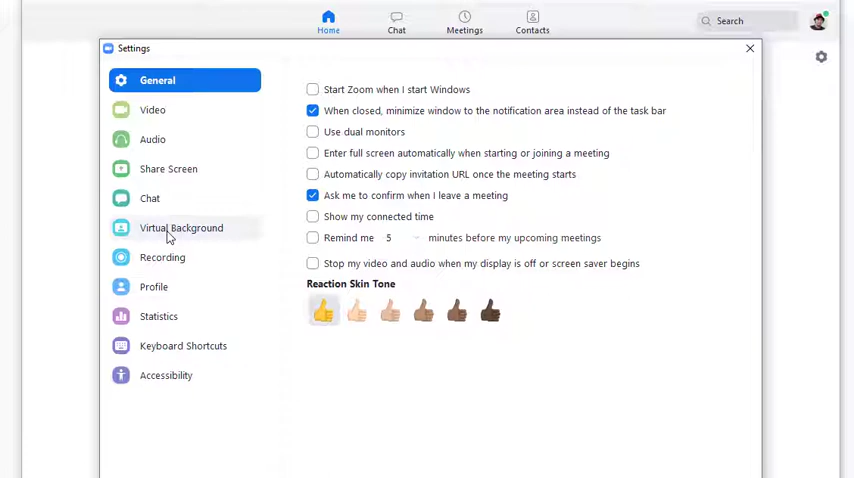 Home
Chat
Meetings
Contacts
Search
Settings
General
Video
Audio
Share Screen
Chat
Virtual Background
Recording
Profile
Statistics
Keyboard Shortcuts
Accessibility
Start Zoom when I start Windows
When closed, minimize window to the notification area instead of the task bar
Use dual monitors
Enter full screen automatically when starting or joining a meeting
Automatically copy invitation URL once the meeting starts
Ask me to confirm when I leave a meeting
Show my connected time
Remind me 5 minutes before my upcoming meetings
Stop my video and audio when my display is off or screen saver begins
Reaction Skin Tone